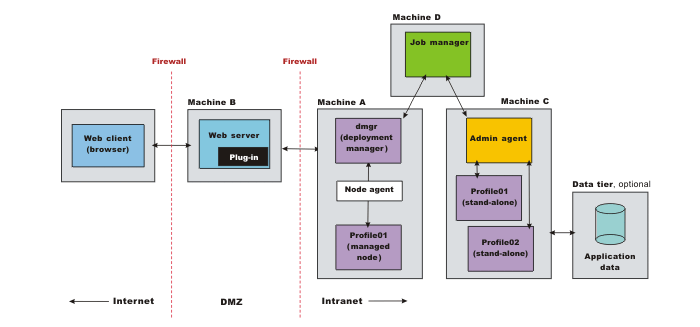 Machine D
Job manager
Firewall
Firewall
Machine B
Machine A
Machine C
Web client
(browser)
Web server
Plug-in
dmgr
(deployment
manager)
Admin agent
Node agent
Profile01
(stand-alone)
Data tier, optional
Profile01
(managed
node)
Profile02
(stand-alone)
Application
data
Internet
DMZ
Intranet